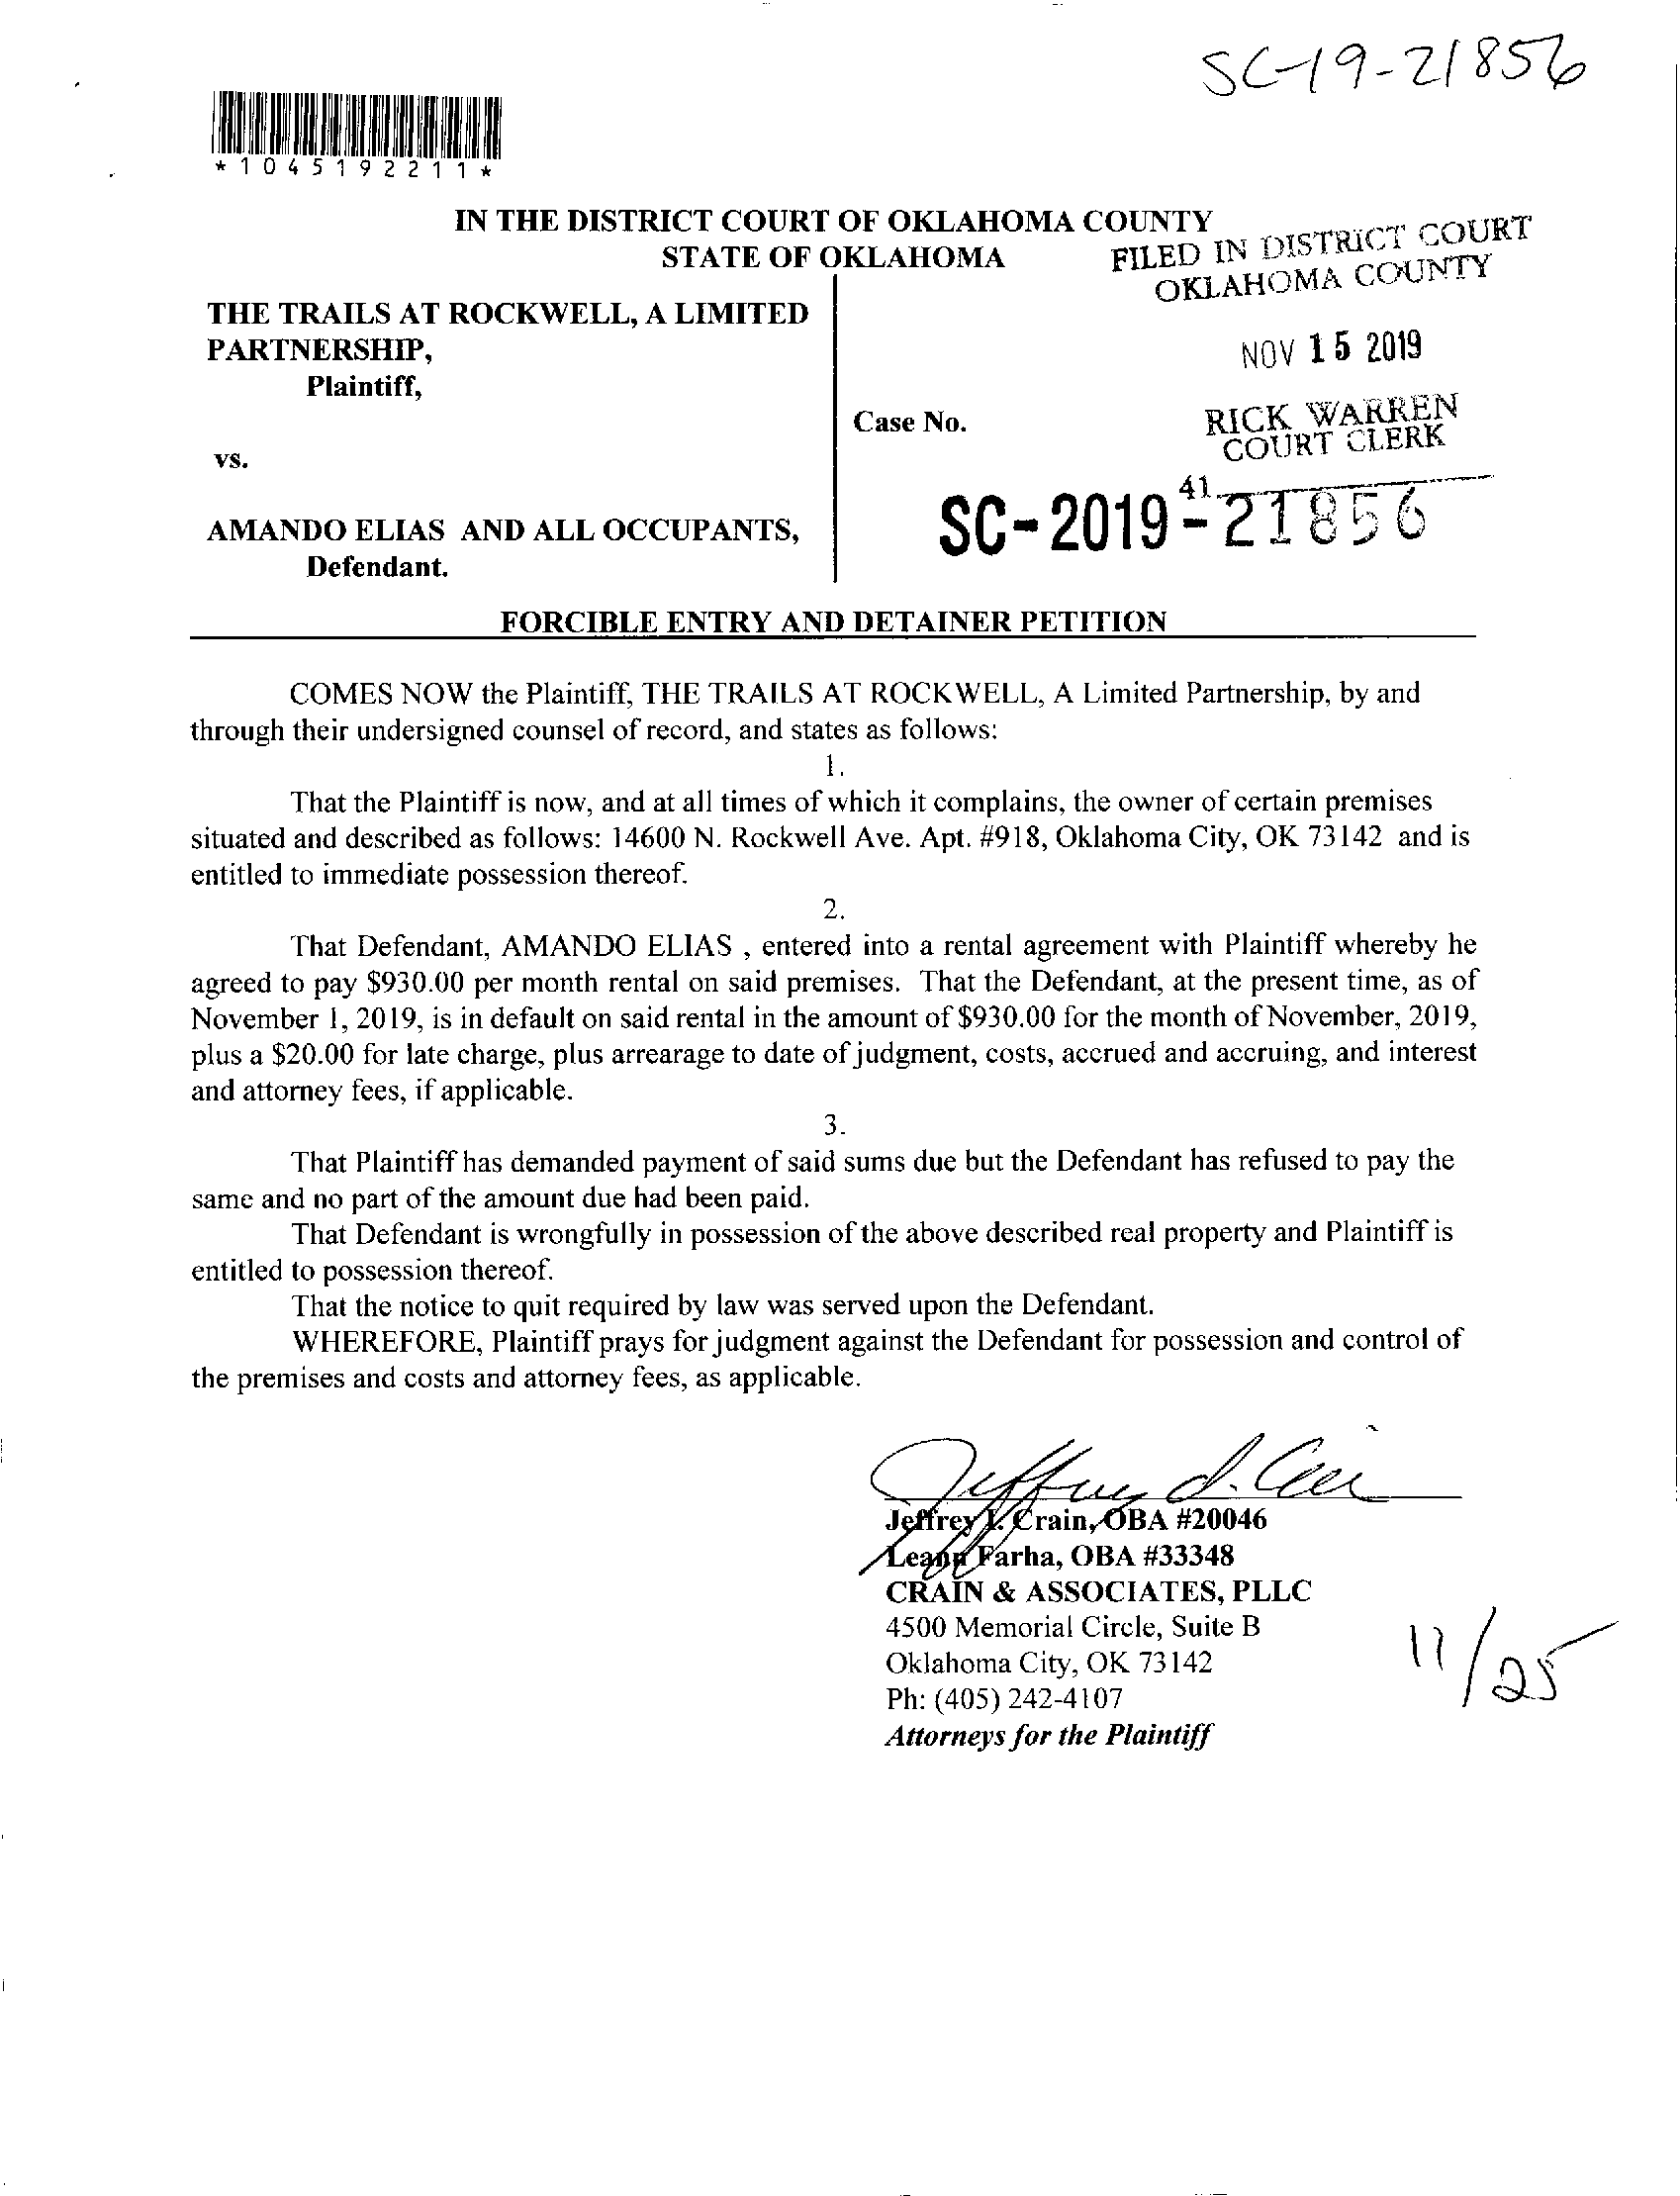 SC-19-21856
*1045192211*
IN THE DISTRICT COURT OF OKLAHOMA COUNTY
STATE OF OKLAHOMA
FILED IN DISTRICT COURT
OKLAHOMA COUNTY
THE TRAILS AT ROCKWELL, A LIMITED
PARTNERSHIP,
Plaintiff,
NOV 15 2019
Case No.
RICK WARREN
COURT CLERK
vs.
41
SC-2019-21856
AMANDO ELIAS AND ALL OCCUPANTS,
Defendant.
FORCIBLE ENTRY AND DETAINER PETITION
COMES NOW the Plaintiff, THE TRAILS AT ROCKWELL, A Limited Partnership, by and
through their undersigned counsel of record, and states as follows:
1.
That the Plaintiff is now, and at all times of which it complains, the owner of certain premises
situated and described as follows: 14600 N. Rockwell Ave. Apt. #918, Oklahoma City, OK 73142 and is
entitled to immediate possession thereof.
2.
That Defendant, AMANDO ELIAS , entered into a rental agreement with Plaintiff whereby he
agreed to pay $930.00 per month rental on said premises. That the Defendant, at the present time, as of
November 1, 2019, is in default on said rental in the amount of $930.00 for the month of November, 2019,
plus a $20.00 for late charge, plus arrearage to date of judgment, costs, accrued and accruing, and interest
and attorney fees, if applicable.
3.
That Plaintiff has demanded payment of said sums due but the Defendant has refused to pay the
same and no part of the amount due had been paid.
That Defendant is wrongfully in possession of the above described real property and Plaintiff is
entitled to possession thereof.
That the notice to quit required by law was served upon the Defendant.
WHEREFORE, Plaintiff prays for judgment against the Defendant for possession and control of
the premises and costs and attorney fees, as applicable.
Jeffrey I. Crain, OBA #20046
Leann Farha, OBA #33348
CRAIN & ASSOCIATES, PLLC
4500 Memorial Circle, Suite B
Oklahoma City, OK 73142
Ph: (405) 242-4107
Attorneys for the Plaintiff
11/25